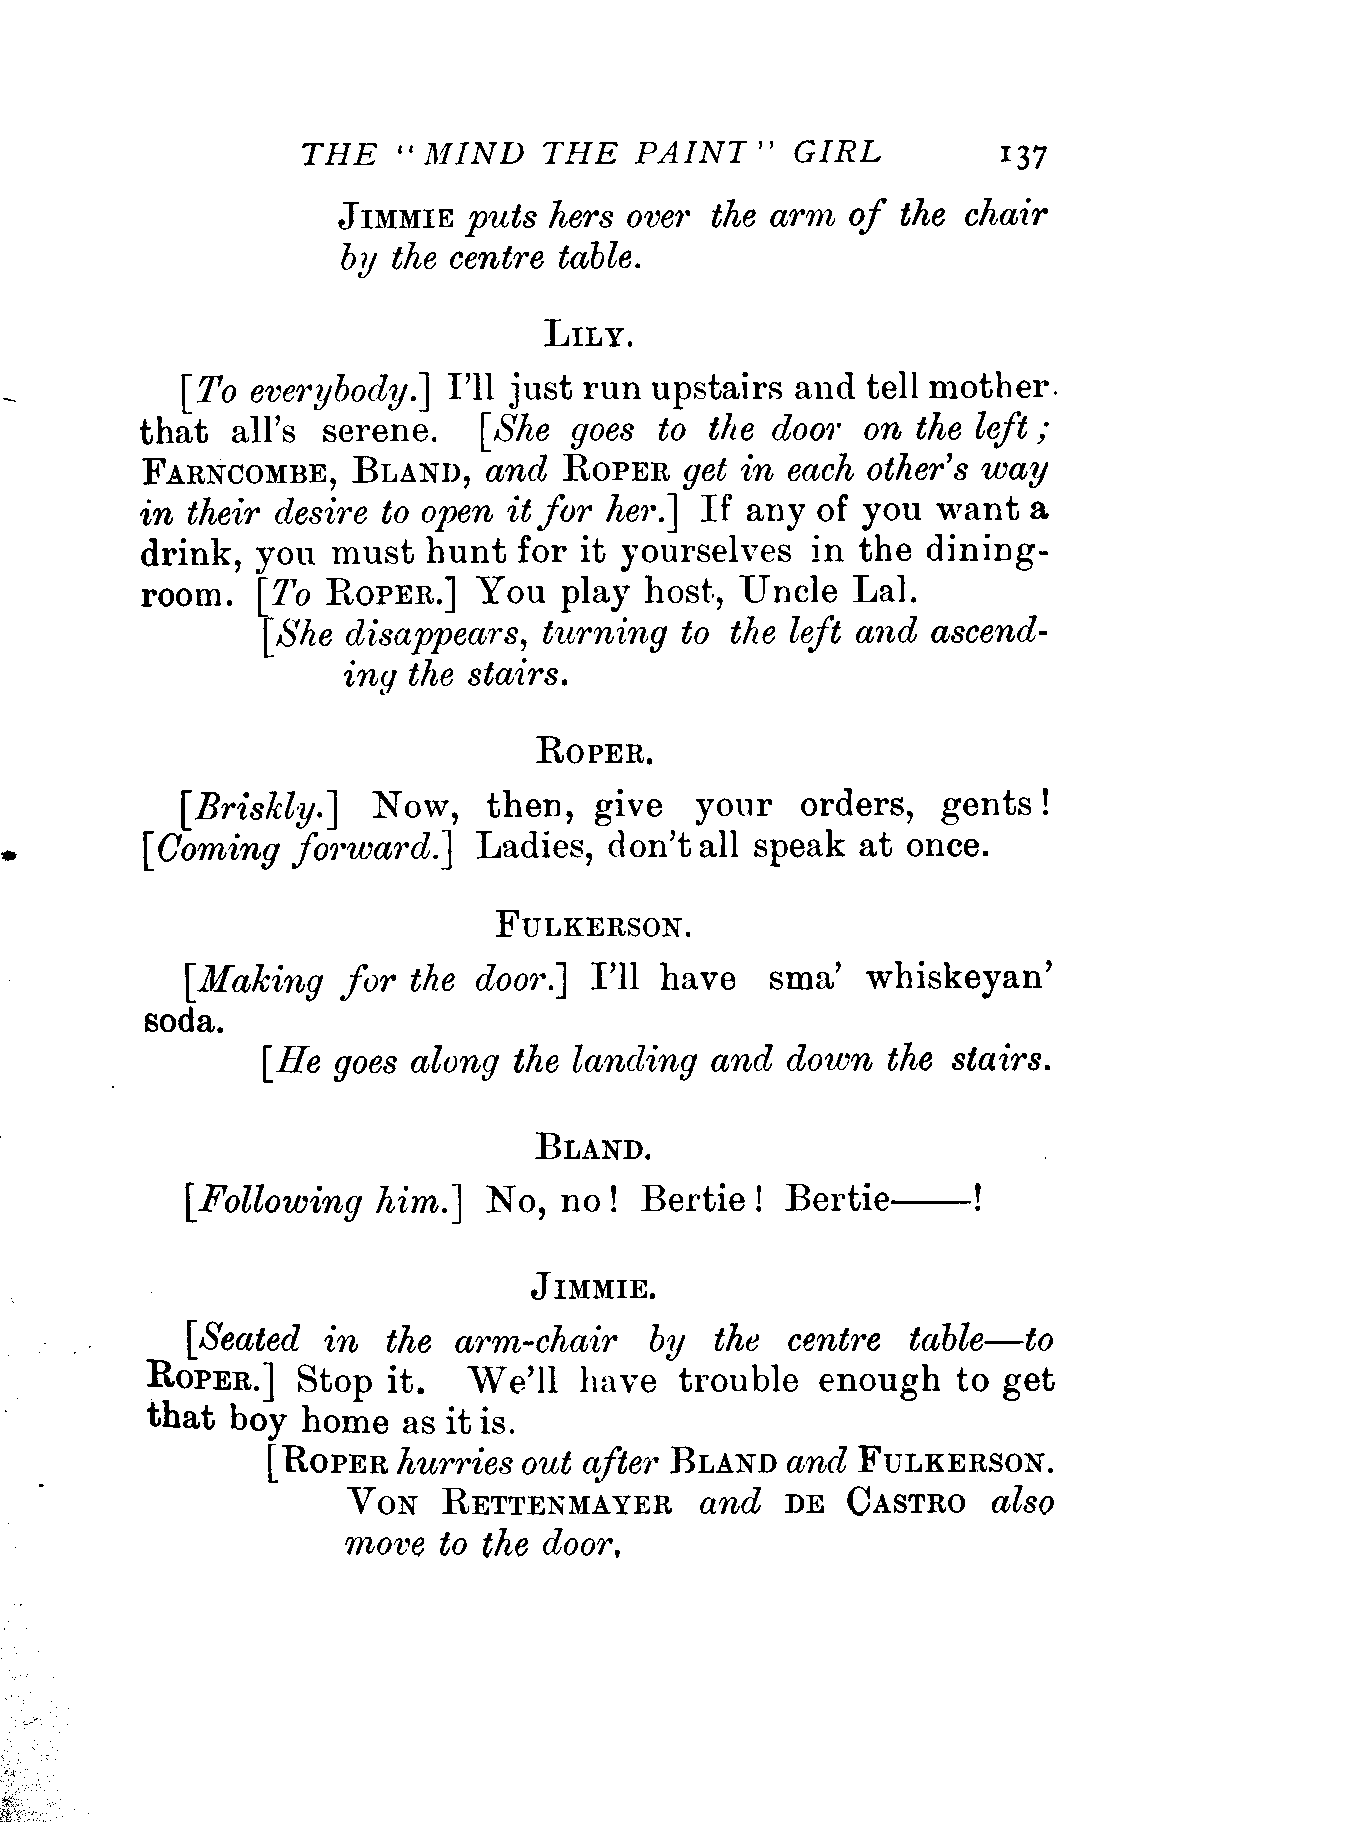 THE "MIND THE PAINT" GIRL 137
JIMMIE puts hers over the arm of the chair
by the centre table.
LILY.
[To everybody.] I'll just run upstairs and tell mother.
that all's serene. [She goes to the door on the left;
FARNCOMBE, BLAND, and ROPER get in each other's way
in their desire to open it for her.] If any of you want a
drink, you must hunt for it yourselves in the dining-
room. [To ROPER.] You play host, Uncle Lal.
[She disappears, turning to the left and ascend-
ing the stairs.
ROPER.
[Briskly.] Now, then, give your orders, gents!
[Coming forward.] Ladies, don't all speak at once.
FULKERSON.
[Making for the door.] I'll have sma' whiskeyan'
soda.
[He goes along the landing and down the stairs.
BLAND.
[Following him.] No, no! Bertie! Bertie——!
JIMMIE.
[Seated in the arm-chair by the centre table—to
ROPER.] Stop it. We'll have trouble enough to get
that boy home as it is.
[ROPER hurries out after BLAND and FULKERSON.
VON RETTENMAYER and DE CASTRO also
move to the door,